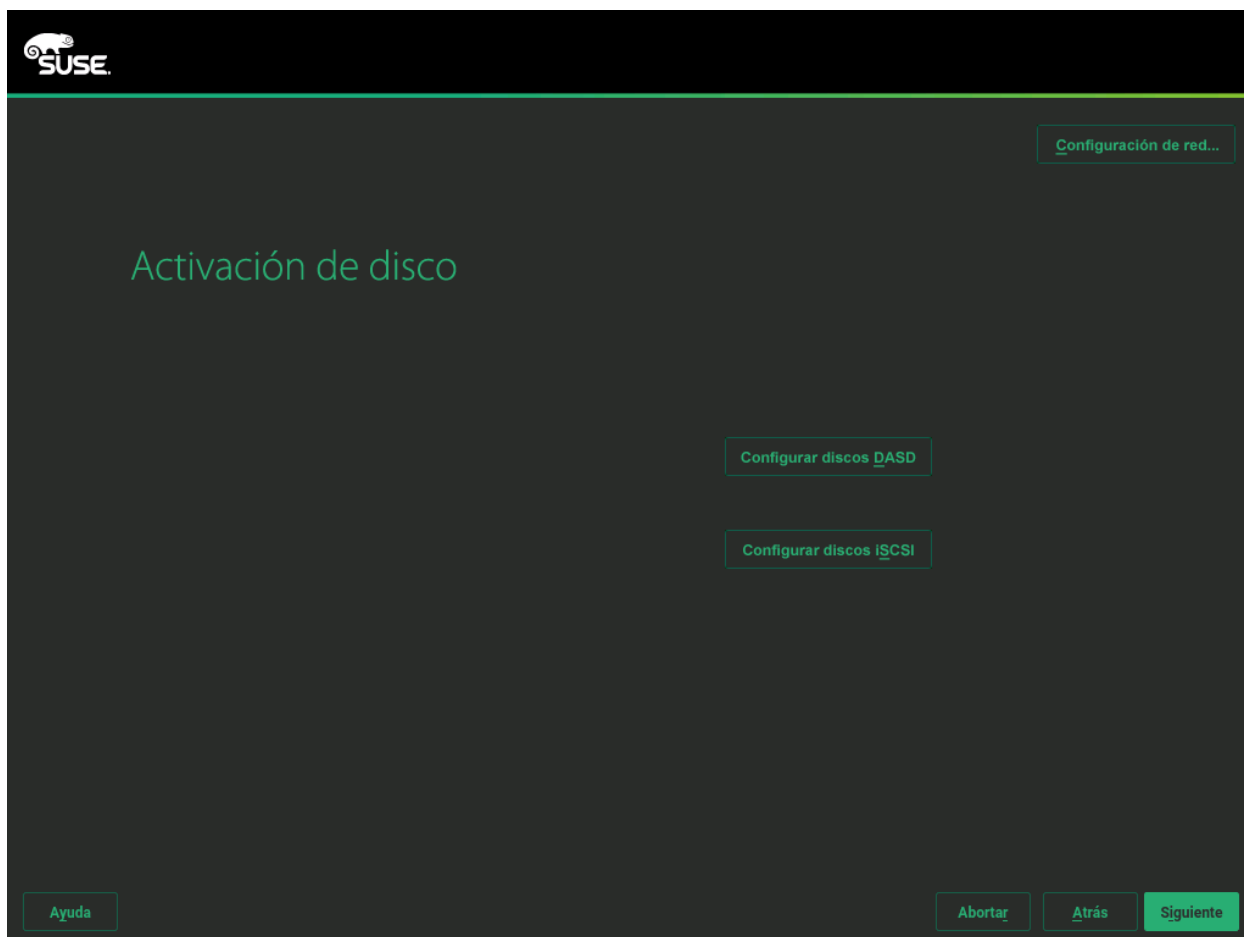 SUSE.
Configuración de red...
Activación de disco
Configurar discos DASD
Configurar discos iSCSI
Ayuda
Abortar
Atrás
Siguiente